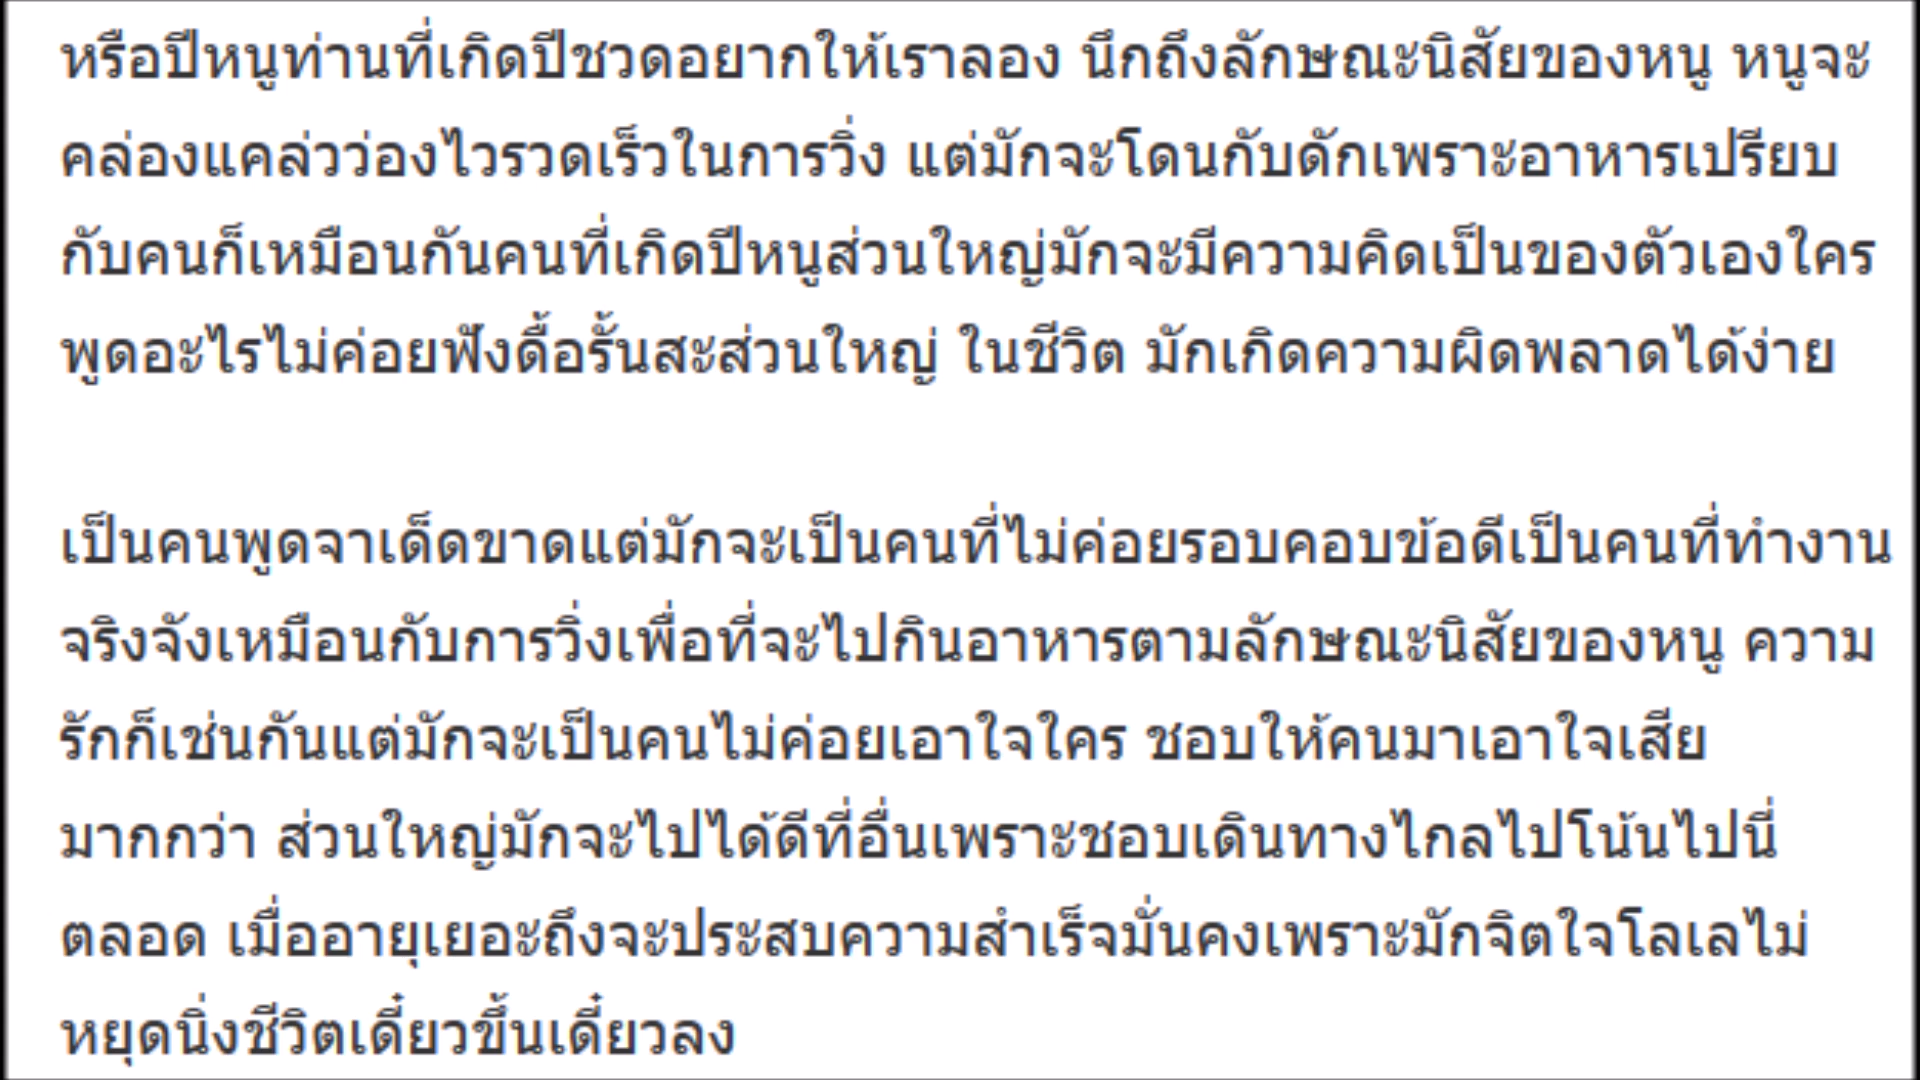 หรือปีหนูท่านที่เกิดปีชวดอยากให้เราลอง นึกถึงลักษณะนิสัยของหนู หนูจะ
คล่องแคล่วว่องไวรวดเร็วในการวิ่ง แต่มักจะโดนกับดักเพราะอาหารเปรียบ
กับคนก็เหมือนกันคนที่เกิดปีหนูส่วนใหญ่มักจะมีความคิดเป็นของตัวเองใคร
พูดอะไรไม่ค่อยฟังดื้อรั้นสะส่วนใหญ่ ในชีวิต มักเกิดความผิดพลาดได้ง่าย
เป็นคนพูดจาเด็ดขาดแต่มักจะเป็นคนที่ไม่ค่อยรอบคอบข้อดีเป็นคนที่ทำงาน
จริงจังเหมือนกับการวิ่งเพื่อที่จะไปกินอาหารตามลักษณะนิสัยของหนู ความ
รักก็เช่นกันแต่มักจะเป็นคนไม่ค่อยเอาใจใคร ชอบให้คนมาเอาใจเสีย
มากกว่า ส่วนใหญ่มักจะไปได้ดีที่อื่นเพราะชอบเดินทางไกลไปโน้นไปนี่
ตลอด เมื่ออายุเยอะถึงจะประสบความสำเร็จมั่นคงเพราะมักจิตใจโลเลไม่
หยุดนิ่งชีวิตเดี๋ยวขึ้นเดี๋ยวลง